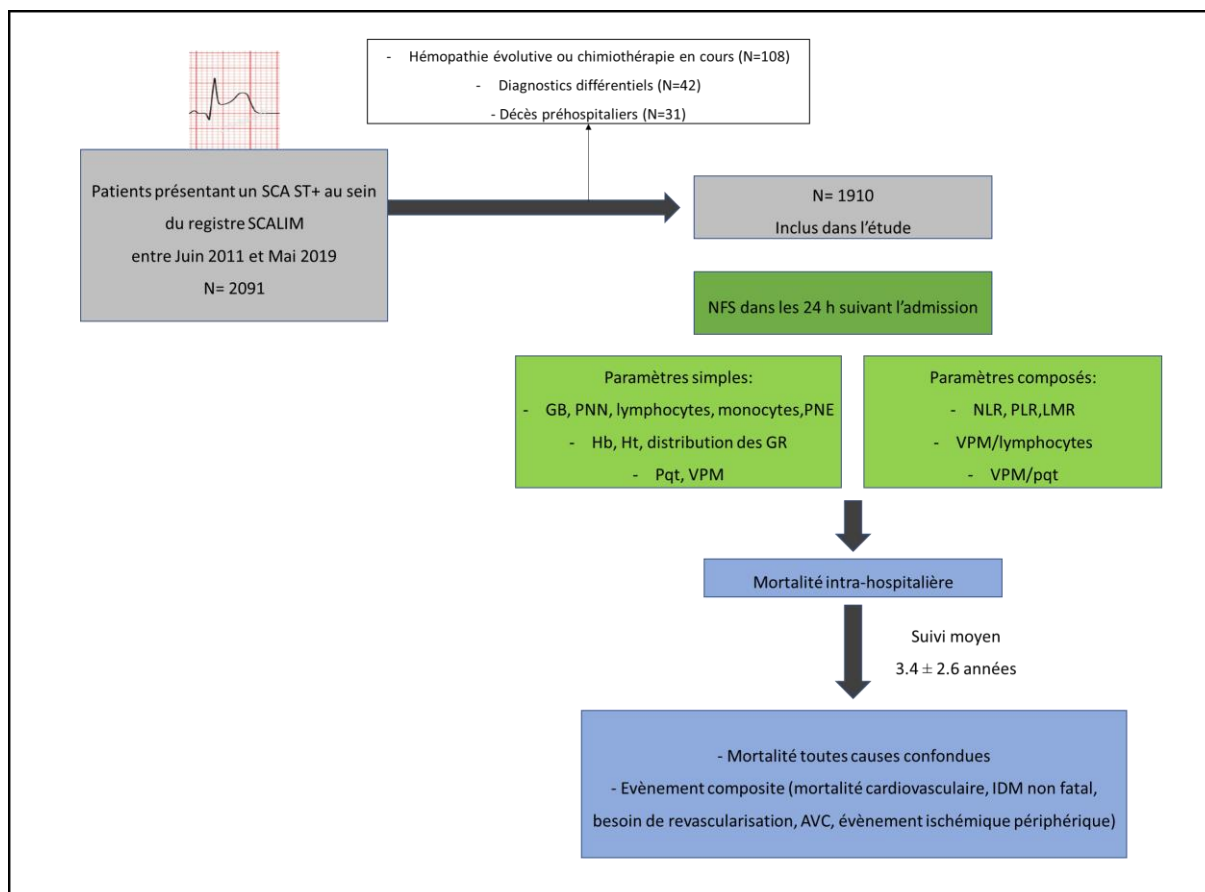 - Hémopathie évolutive ou chimiothérapie en cours (N=108)
- Diagnostics différentiels (N=42)
- Décès préhospitaliers (N=31)
Patients présentant un SCA ST+ au sein
du registre SCALIM
entre Juin 2011 et Mai 2019
N= 2091
N= 1910
Inclus dans l’étude
NFS dans les 24 h suivant l’admission
Paramètres simples:
- GB, PNN, lymphocytes, monocytes,PNE
- Hb, Ht, distribution des GR
- Pqt, VPM
Paramètres composés:
- NLR, PLR,LMR
- VPM/lymphocytes
- VPM/pqt
Mortalité intra-hospitalière
Suivi moyen
3.4 ± 2.6 années
- Mortalité toutes causes confondues
- Evènement composite (mortalité cardiovasculaire, IDM non fatal,
besoin de revascularisation, AVC, évènement ischémique périphérique)